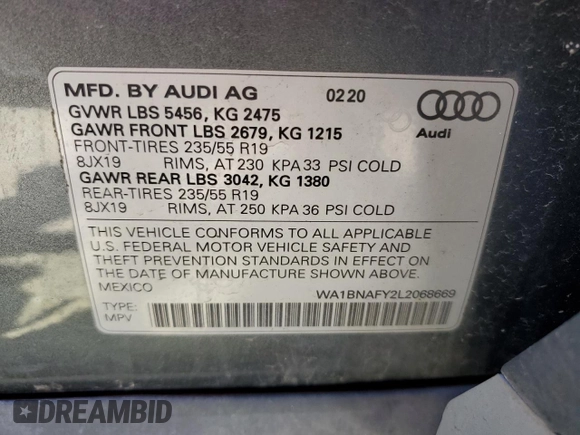 MFD. BY AUDI AG 0220
GVWR LBS 5456, KG 2475
GAWR FRONT LBS 2679, KG 1215
FRONT-TIRES 235/55 R19
8JX19 RIMS, AT 230 KPA 33 PSI COLD
GAWR REAR LBS 3042, KG 1380
REAR-TIRES 235/55 R19
8JX19 RIMS, AT 250 KPA 36 PSI COLD
Audi
THIS VEHICLE CONFORMS TO ALL APPLICABLE
U.S. FEDERAL MOTOR VEHICLE SAFETY AND
THEFT PREVENTION STANDARDS IN EFFECT ON
THE DATE OF MANUFACTURE SHOWN ABOVE.
MEXICO WA1BNAFY2L2068669
TYPE:
MPV
DREAMBID